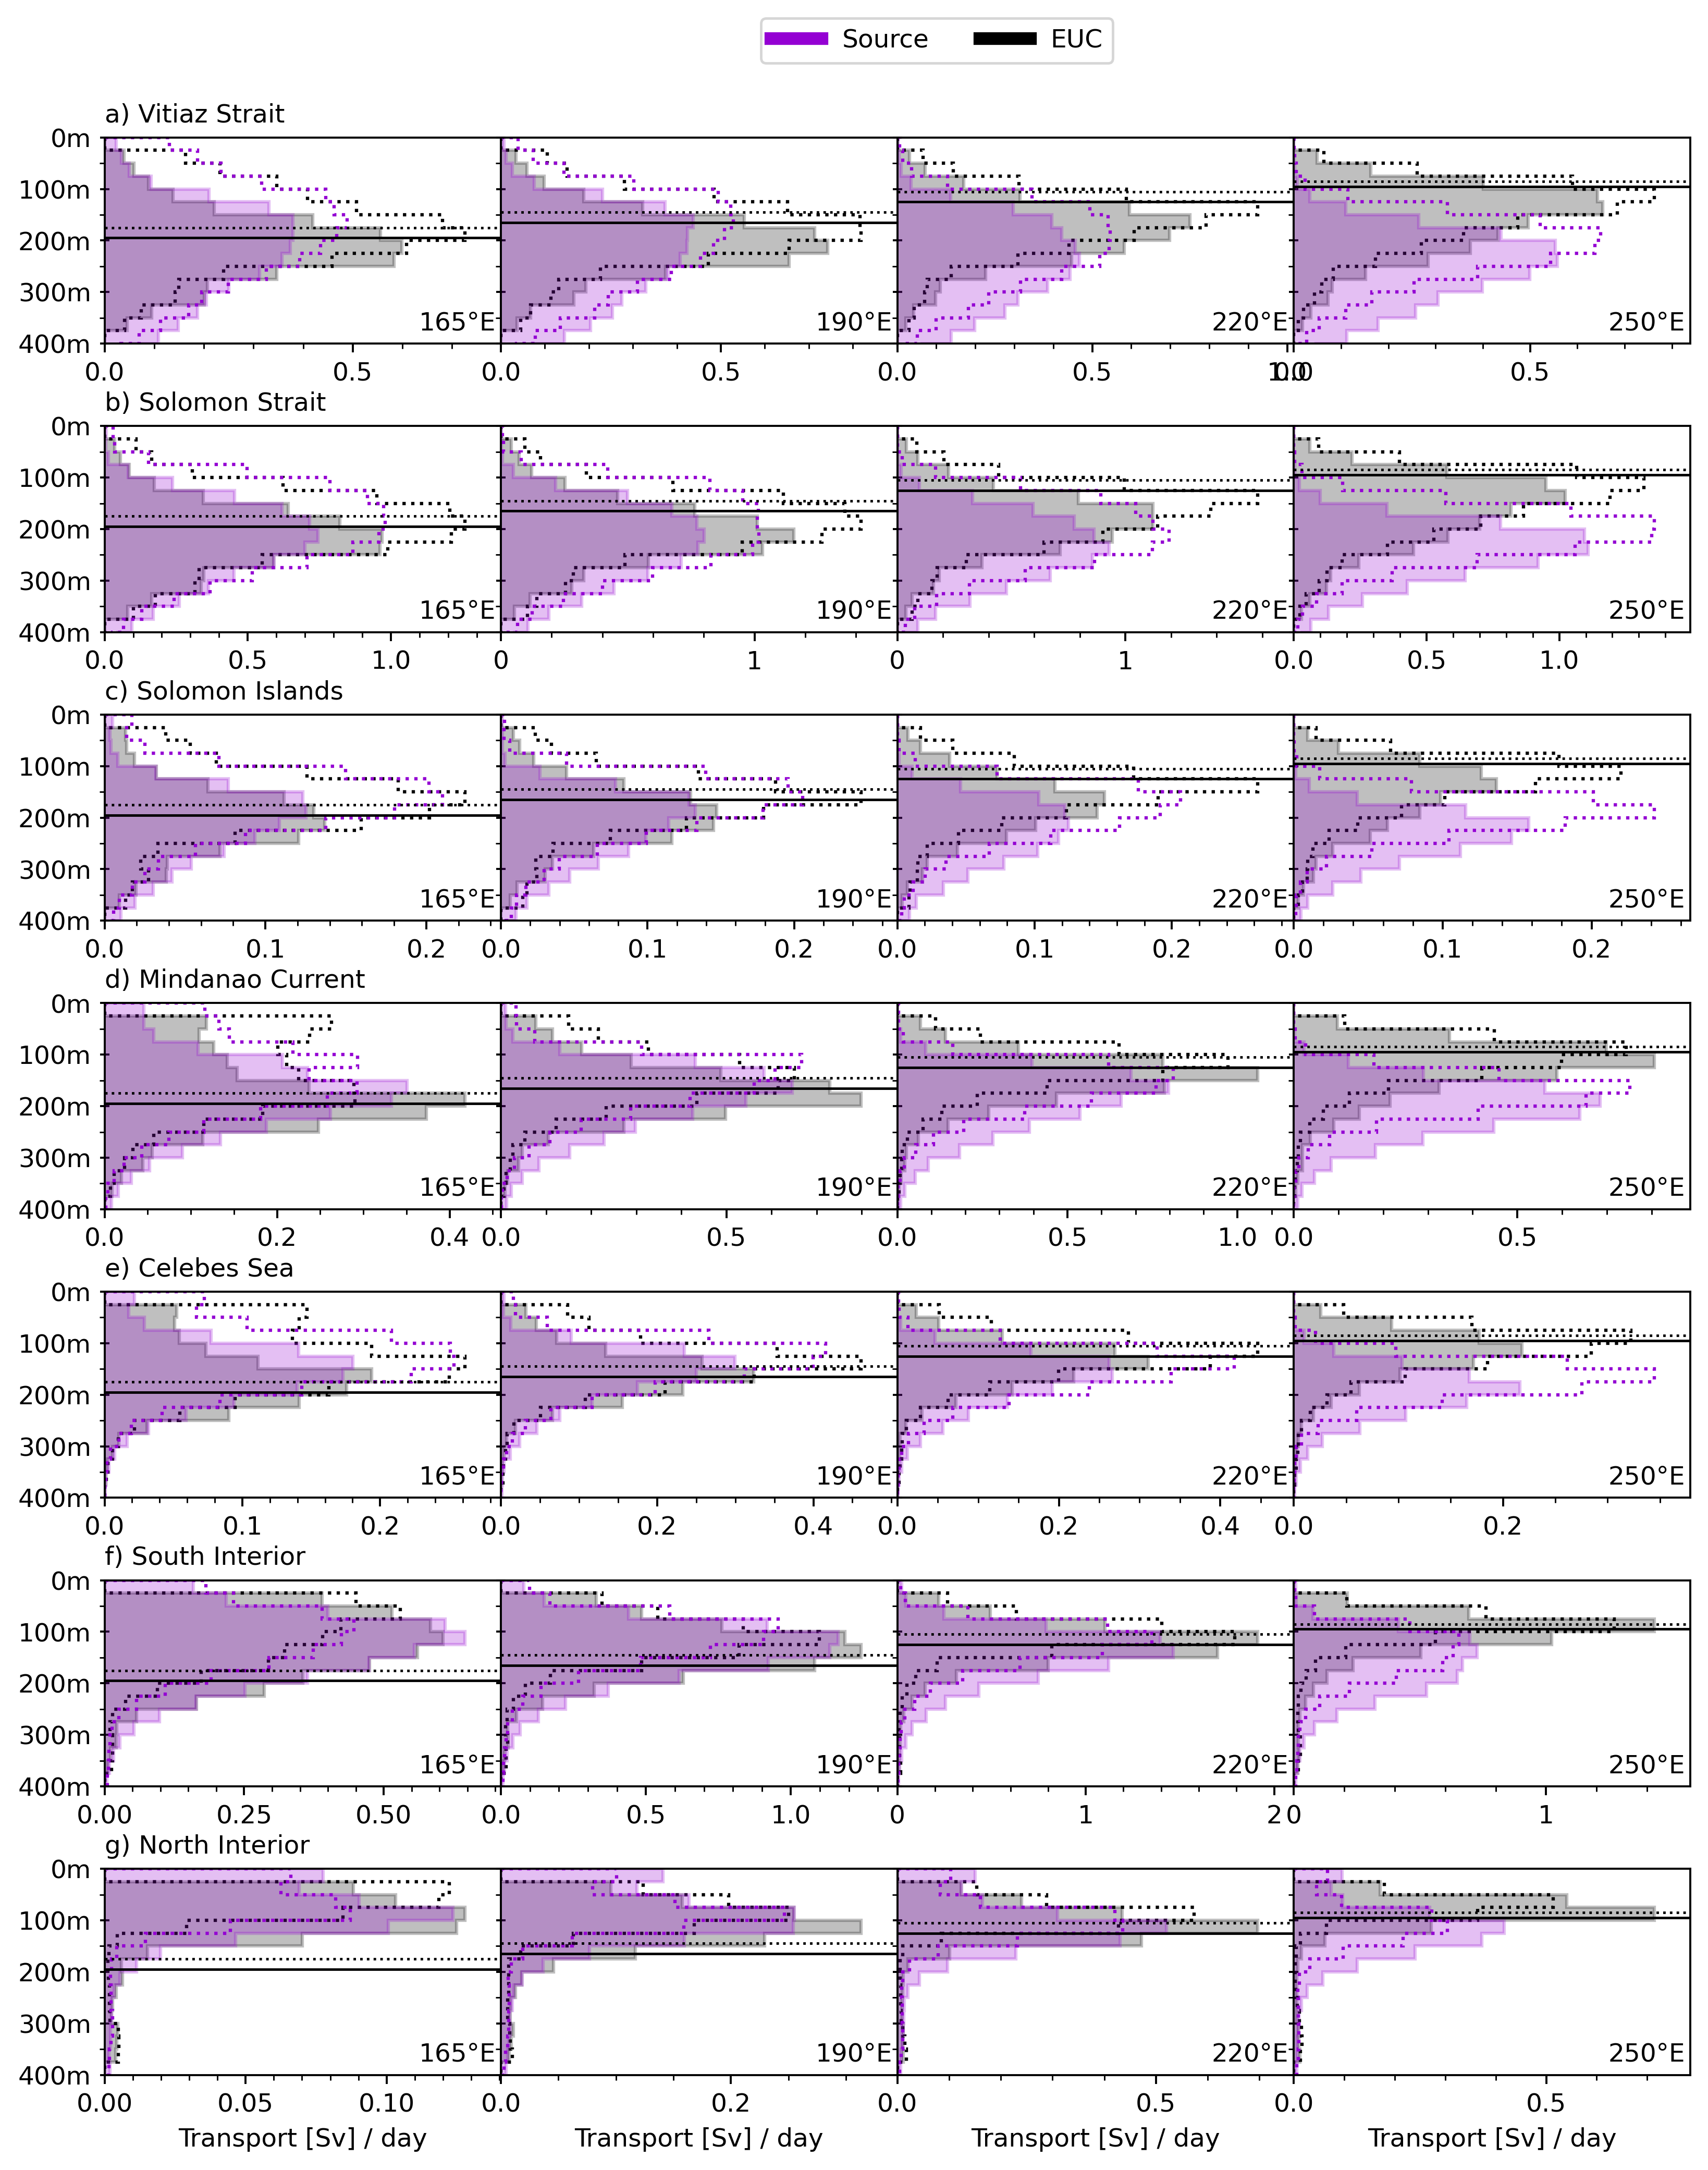 Source EUC
a) Vitiaz Strait
0m
100m
200m
300m
400m
165°E 190°E 220°E 250°E
0.0 0.5 0.0 0.5 0.0 0.5 1.0 0.0 0.5
b) Solomon Strait
0m
100m
200m
300m
400m
165°E 190°E 220°E 250°E
0.0 0.5 1.0 0 1 0 1 0.0 0.5 1.0
c) Solomon Islands
0m
100m
200m
300m
400m
165°E 190°E 220°E 250°E
0.0 0.1 0.2 0.0 0.1 0.2 0.0 0.1 0.2 0.0 0.1 0.2
d) Mindanao Current
0m
100m
200m
300m
400m
165°E 190°E 220°E 250°E
0.0 0.2 0.4 0.0 0.5 0.0 0.5 1.0 0.0 0.5
e) Celebes Sea
0m
100m
200m
300m
400m
165°E 190°E 220°E 250°E
0.0 0.1 0.2 0.0 0.2 0.4 0.0 0.2 0.4 0.0 0.2
f) South Interior
0m
100m
200m
300m
400m
165°E 190°E 220°E 250°E
0.00 0.25 0.50 0.0 0.5 1.0 0 1 2 0 1
g) North Interior
0m
100m
200m
300m
400m
165°E 190°E 220°E 250°E
0.00 0.05 0.10 0.0 0.2 0.0 0.5 0.0 0.5
Transport [Sv] / day Transport [Sv] / day Transport [Sv] / day Transport [Sv] / day